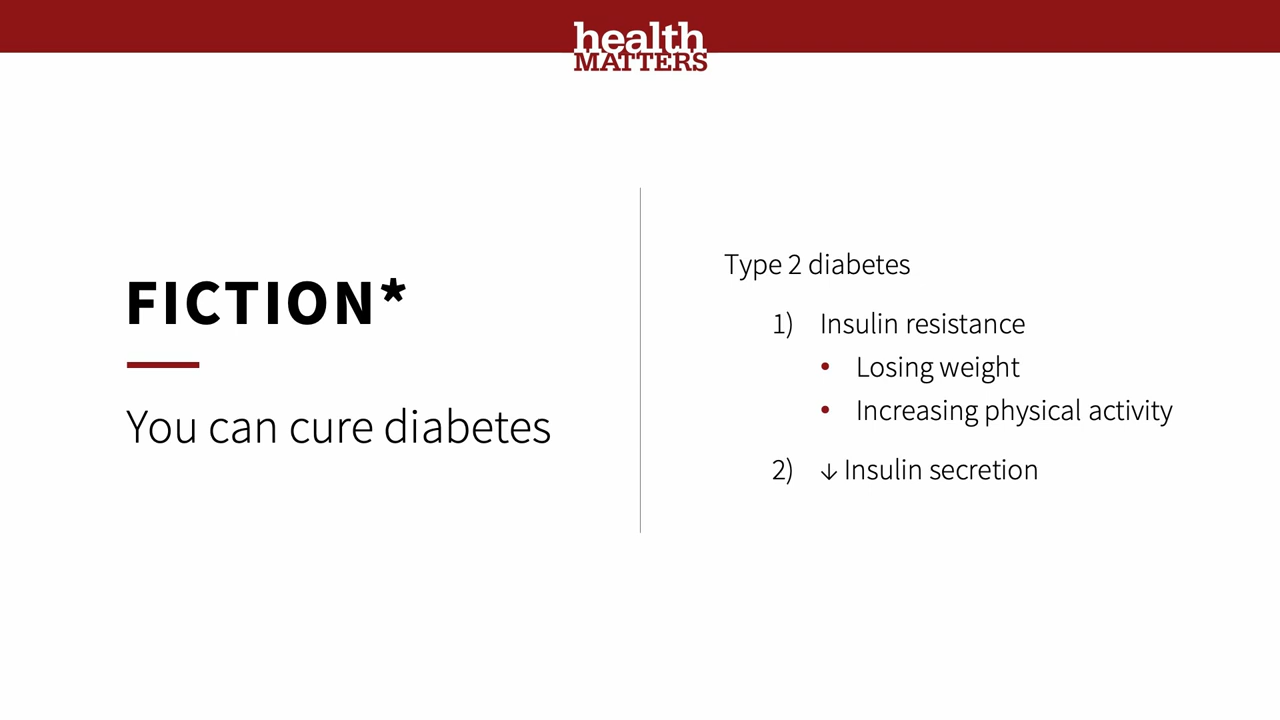 health
MATTERS
FICTION*
You can cure diabetes
Type 2 diabetes
1) Insulin resistance
• Losing weight
• Increasing physical activity
2) ↓ Insulin secretion